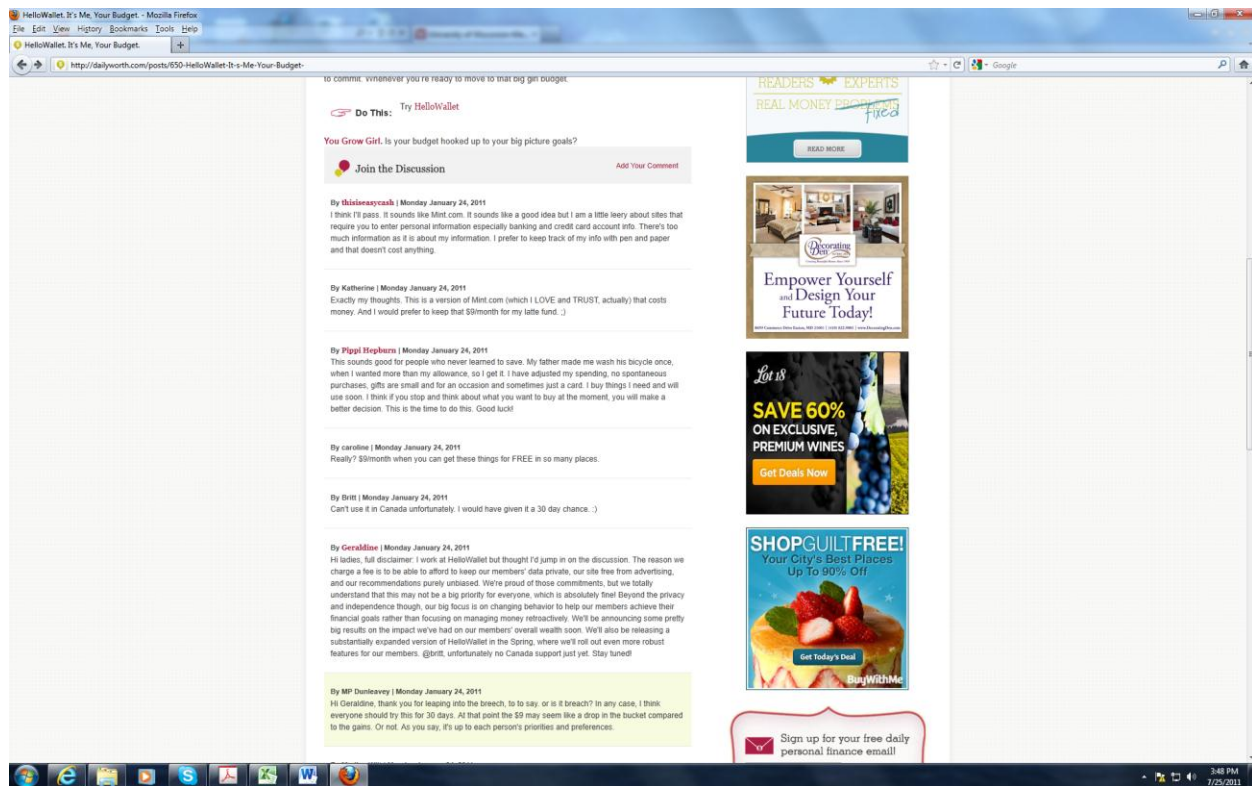 HelloWallet. It's Me, Your Budget. - Mozilla Firefox
File Edit View History Bookmarks Tools Help
HelloWallet. It's Me, Your Budget.
http://dailyworth.com/posts/650-HelloWallet-It-s-Me-Your-Budget-
Google
to commit. Whenever you're ready to move to that big girl budget.
Do This: Try HelloWallet
You Grow Girl. Is your budget hooked up to your big picture goals?
Join the Discussion
Add Your Comment
By thisiseasycash | Monday January 24, 2011
I think I'll pass. It sounds like Mint.com. It sounds like a good idea but I am a little leery about sites that
require you to enter personal information especially banking and credit card account info. There's too
much information as it is about my information. I prefer to keep track of my info with pen and paper
and that doesn't cost anything.
By Katherine | Monday January 24, 2011
Exactly my thoughts. This is a version of Mint.com (which I LOVE and TRUST, actually) that costs
money. And I would prefer to keep that $9/month for my latte fund. ;)
By Pippi Hepburn | Monday January 24, 2011
This sounds good for people who never learned to save. My father made me wash his bicycle once,
when I wanted more than my allowance, so I get it. I have adjusted my spending, no spontaneous
purchases, gifts are small and for an occasion and sometimes just a card. I buy things I need and will
use soon. I think if you stop and think about what you want to buy at the moment, you will make a
better decision. This is the time to do this. Good luck!
By caroline | Monday January 24, 2011
Really? $9/month when you can get these things for FREE in so many places.
By Britt | Monday January 24, 2011
Can't use it in Canada unfortunately. I would have given it a 30 day chance. :)
By Geraldine | Monday January 24, 2011
Hi ladies, full disclaimer: I work at HelloWallet but thought I'd jump in on the discussion. The reason we
charge a fee is to be able to afford to keep our members' data private, our site free from advertising,
and our recommendations purely unbiased. We're proud of those commitments, but we totally
understand that this may not be a big priority for everyone, which is absolutely fine! Beyond the privacy
and independence though, our big focus is on changing behavior to help our members achieve their
financial goals rather than focusing on managing money retroactively. We'll be announcing some pretty
big results on the impact we've had on our members' overall wealth soon. We'll also be releasing a
substantially expanded version of HelloWallet in the Spring, where we'll roll out even more robust
features for our members. @britt, unfortunately no Canada support just yet. Stay tuned!
By MP Dunleavey | Monday January 24, 2011
Hi Geraldine, thank you for leaping into the breech, to to say. or is it breach? In any case, I think
everyone should try this for 30 days. At that point the $9 may seem like a drop in the bucket compared
to the gains. Or not. As you say, it's up to each person's priorities and preferences.
READERS EXPERTS
REAL MONEY PROBLEMS
fixed
READ MORE
Decorating
Den
Empower Yourself
and Design Your
Future Today!
Lot 18
SAVE 60%
ON EXCLUSIVE,
PREMIUM WINES
Get Deals Now
SHOPGUILTFREE!
Your City's Best Places
Up To 90% Off
Get Today's Deal
BuyWithMe
Sign up for your free daily
personal finance email!
3:48 PM
7/25/2011